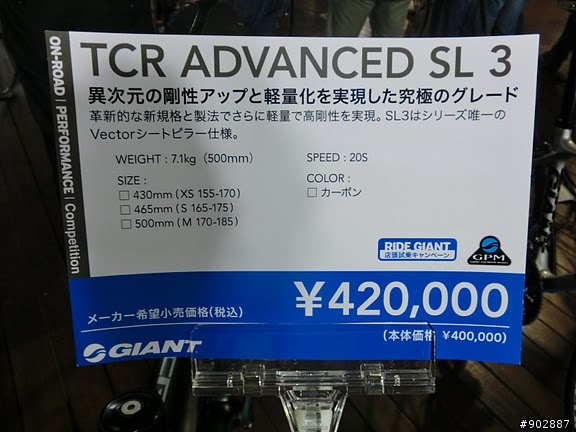 ON-ROAD | PERFORMANCE | Competition
TCR ADVANCED SL 3
異次元の剛性アップと軽量化を実現した究極のグレード
革新的な新規格と製法でさらに軽量で高剛性を実現。SL3はシリーズ唯一の
Vectorシートピラー仕様。
WEIGHT : 7.1kg（500mm）
SPEED : 20S
SIZE :
□ 430mm (XS 155-170)
□ 465mm (S 165-175)
□ 500mm (M 170-185)
COLOR :
□ カーボン
RIDE GIANT
店頭試乗キャンペーン
GPM
メーカー希望小売価格(税込)
¥420,000
(本体価格 ¥400,000)
GIANT
#902887